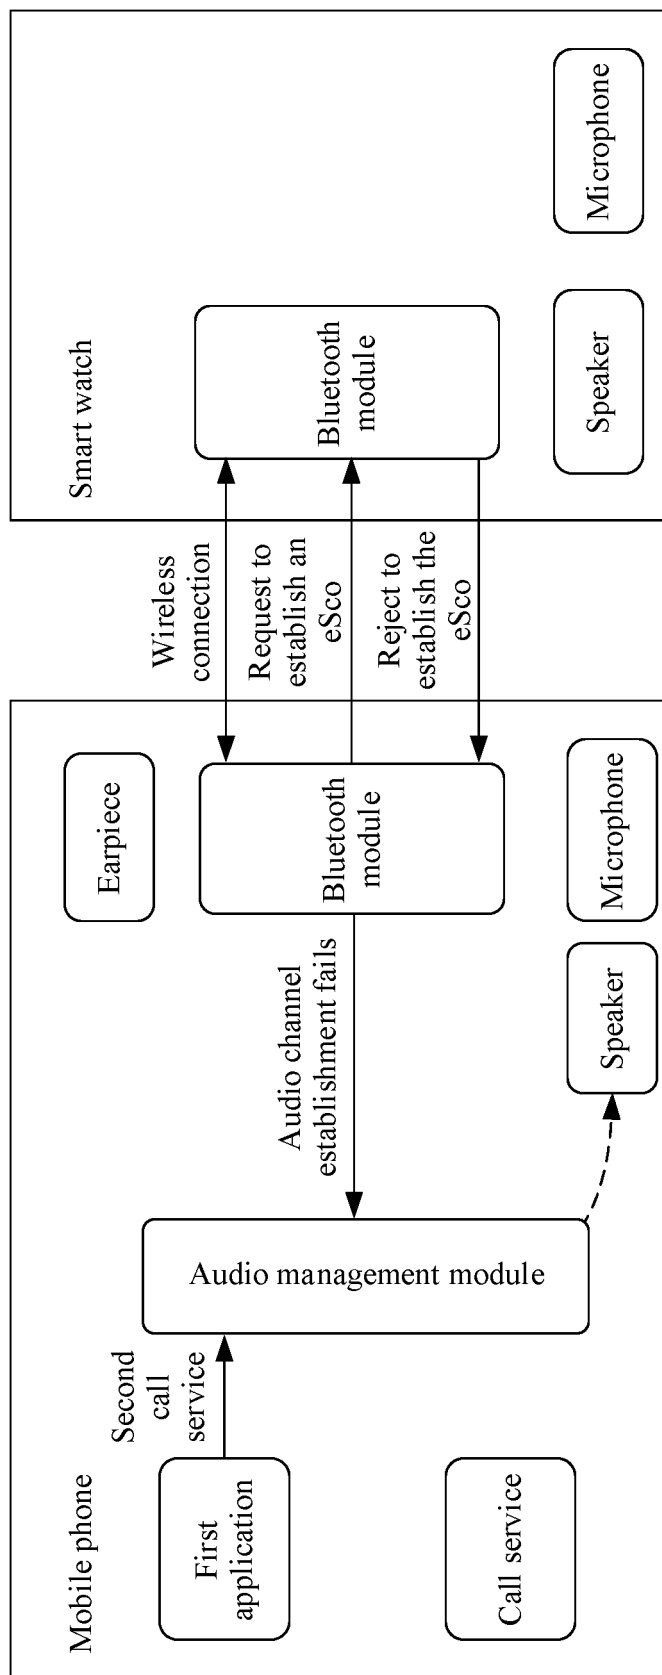 Mobile phone
First
application
Call service
Second
call
service
Audio management module
Audio channel
establishment fails
Earpiece
Bluetooth
module
Speaker
Microphone
Wireless
connection
Request to
establish an
eSco
Reject to
establish the
eSco
Smart watch
Bluetooth
module
Speaker
Microphone